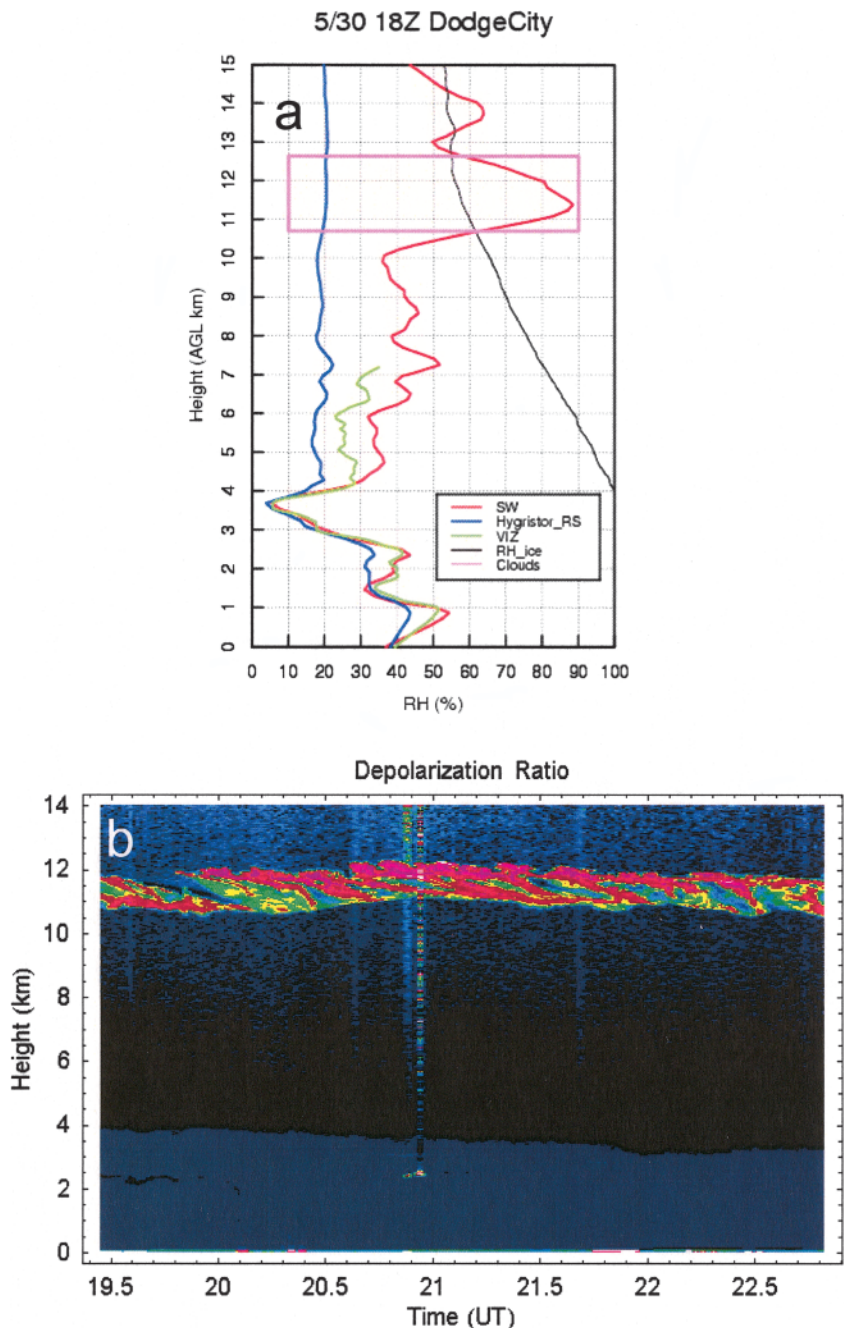 5/30 18Z DodgeCity
a
15
14
13
12
11
10
9
8
7
6
5
4
3
2
1
0
Height (AGL km)
SW
Hygristor_RS
VIZ
RH_ice
Clouds
0 10 20 30 40 50 60 70 80 90 100
RH (%)
Depolarization Ratio
b
14
12
10
8
6
4
2
0
Height (km)
19.5 20 20.5 21 21.5 22 22.5
Time (UT)